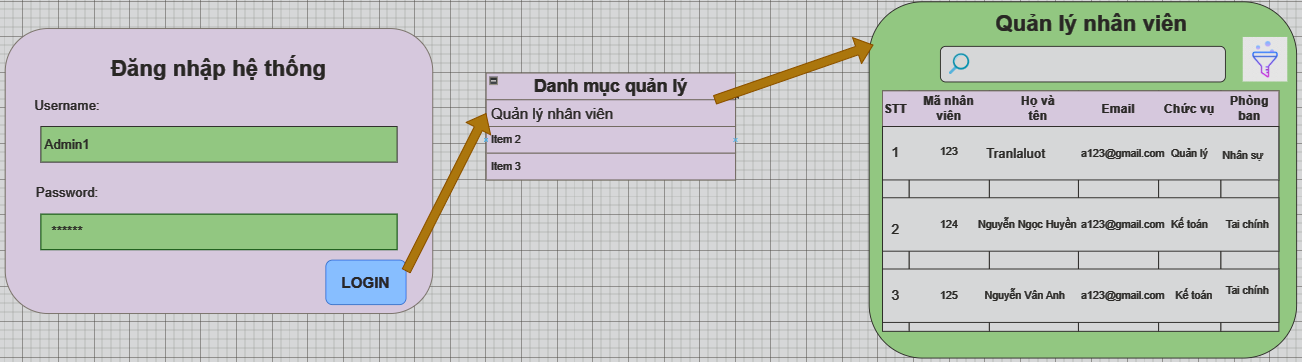 Đăng nhập hệ thống
Username:
Admin1
Password:
******
LOGIN
Danh mục quản lý
Quản lý nhân viên
Item 2
Item 3
Quản lý nhân viên
STT Mã nhân viên Họ và tên Email Chức vụ Phòng ban
1 123 Tranlaluot a123@gmail.com Quản lý Nhân sự
2 124 Nguyễn Ngọc Huyền a123@gmail.com Kế toán Tai chính
3 125 Nguyễn Vân Anh a123@gmail.com Kế toán Tai chính